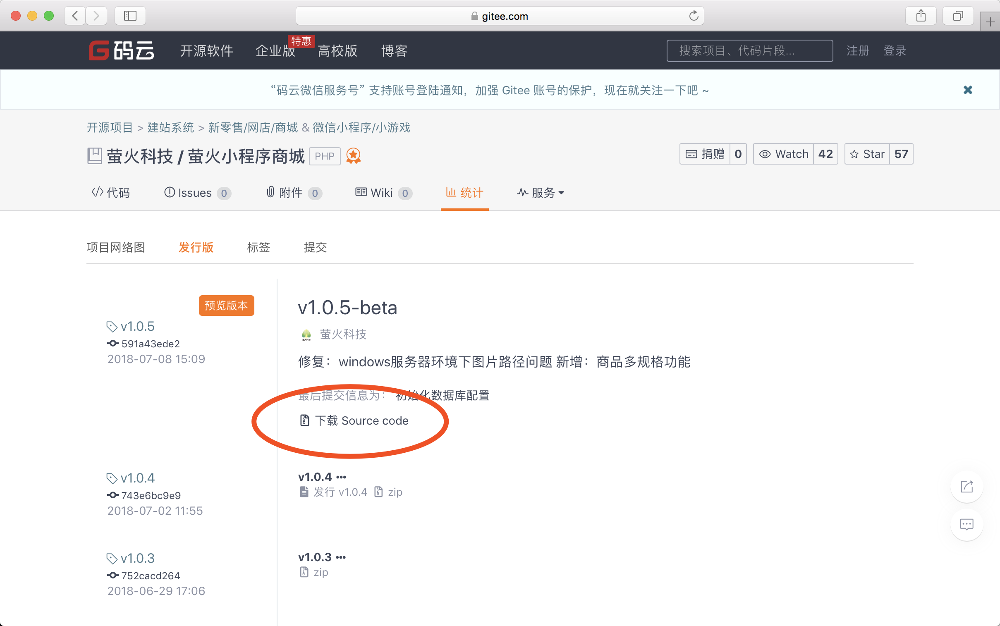 gitee.com
码云 开源软件 企业版 特惠 高校版 博客 搜索项目、代码片段... 注册 登录
“码云微信服务号” 支持账号登陆通知，加强 Gitee 账号的保护，现在就关注一下吧 ~
开源项目 > 建站系统 > 新零售/网店/商城 & 微信小程序/小游戏
萤火科技 / 萤火小程序商城 PHP 捐赠 0 Watch 42 Star 57
代码 Issues 0 附件 0 Wiki 0 统计 服务
项目网络图 发行版 标签 提交
预览版本
v1.0.5
591a43ede2
2018-07-08 15:09
v1.0.5-beta
萤火科技
修复：windows服务器环境下图片路径问题 新增：商品多规格功能
最后提交信息为： 初始化数据库配置
下载 Source code
v1.0.4
743e6bc9e9
2018-07-02 11:55
v1.0.4 •••
发行 v1.0.4 zip
v1.0.3
752cacd264
2018-06-29 17:06
v1.0.3 •••
zip